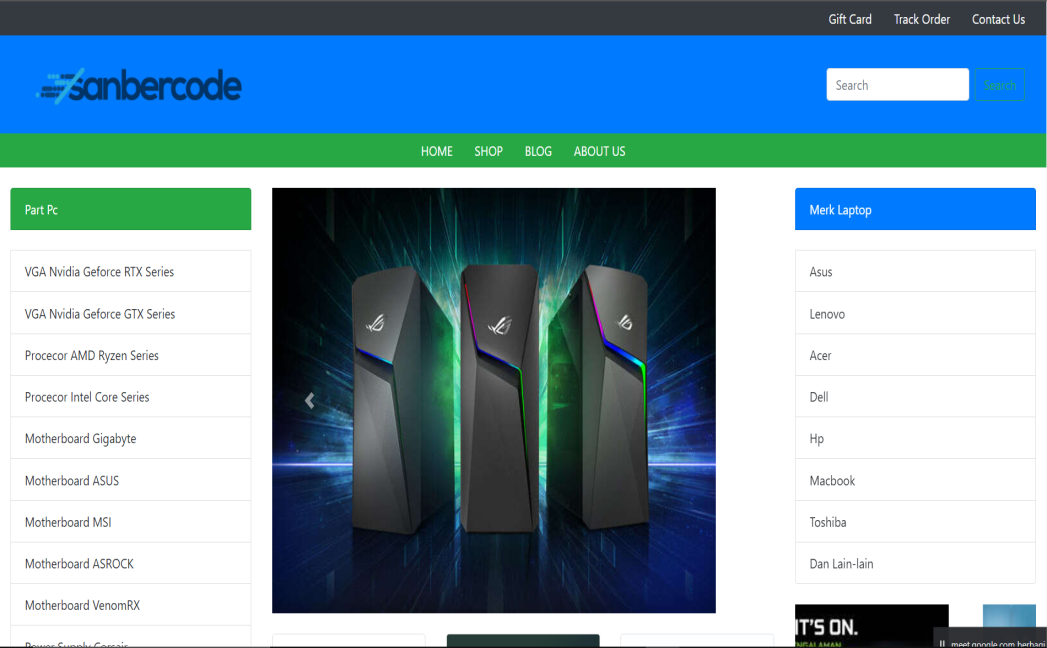 Gift Card Track Order Contact Us
sanbercode
Search Search
HOME SHOP BLOG ABOUT US
Part Pc
VGA Nvidia Geforce RTX Series
VGA Nvidia Geforce GTX Series
Procecor AMD Ryzen Series
Procecor Intel Core Series
Motherboard Gigabyte
Motherboard ASUS
Motherboard MSI
Motherboard ASROCK
Motherboard VenomRX
Power Supply Corsair
Merk Laptop
Asus
Lenovo
Acer
Dell
Hp
Macbook
Toshiba
Dan Lain-lain
IT'S ON.
meet.google.com berbagi